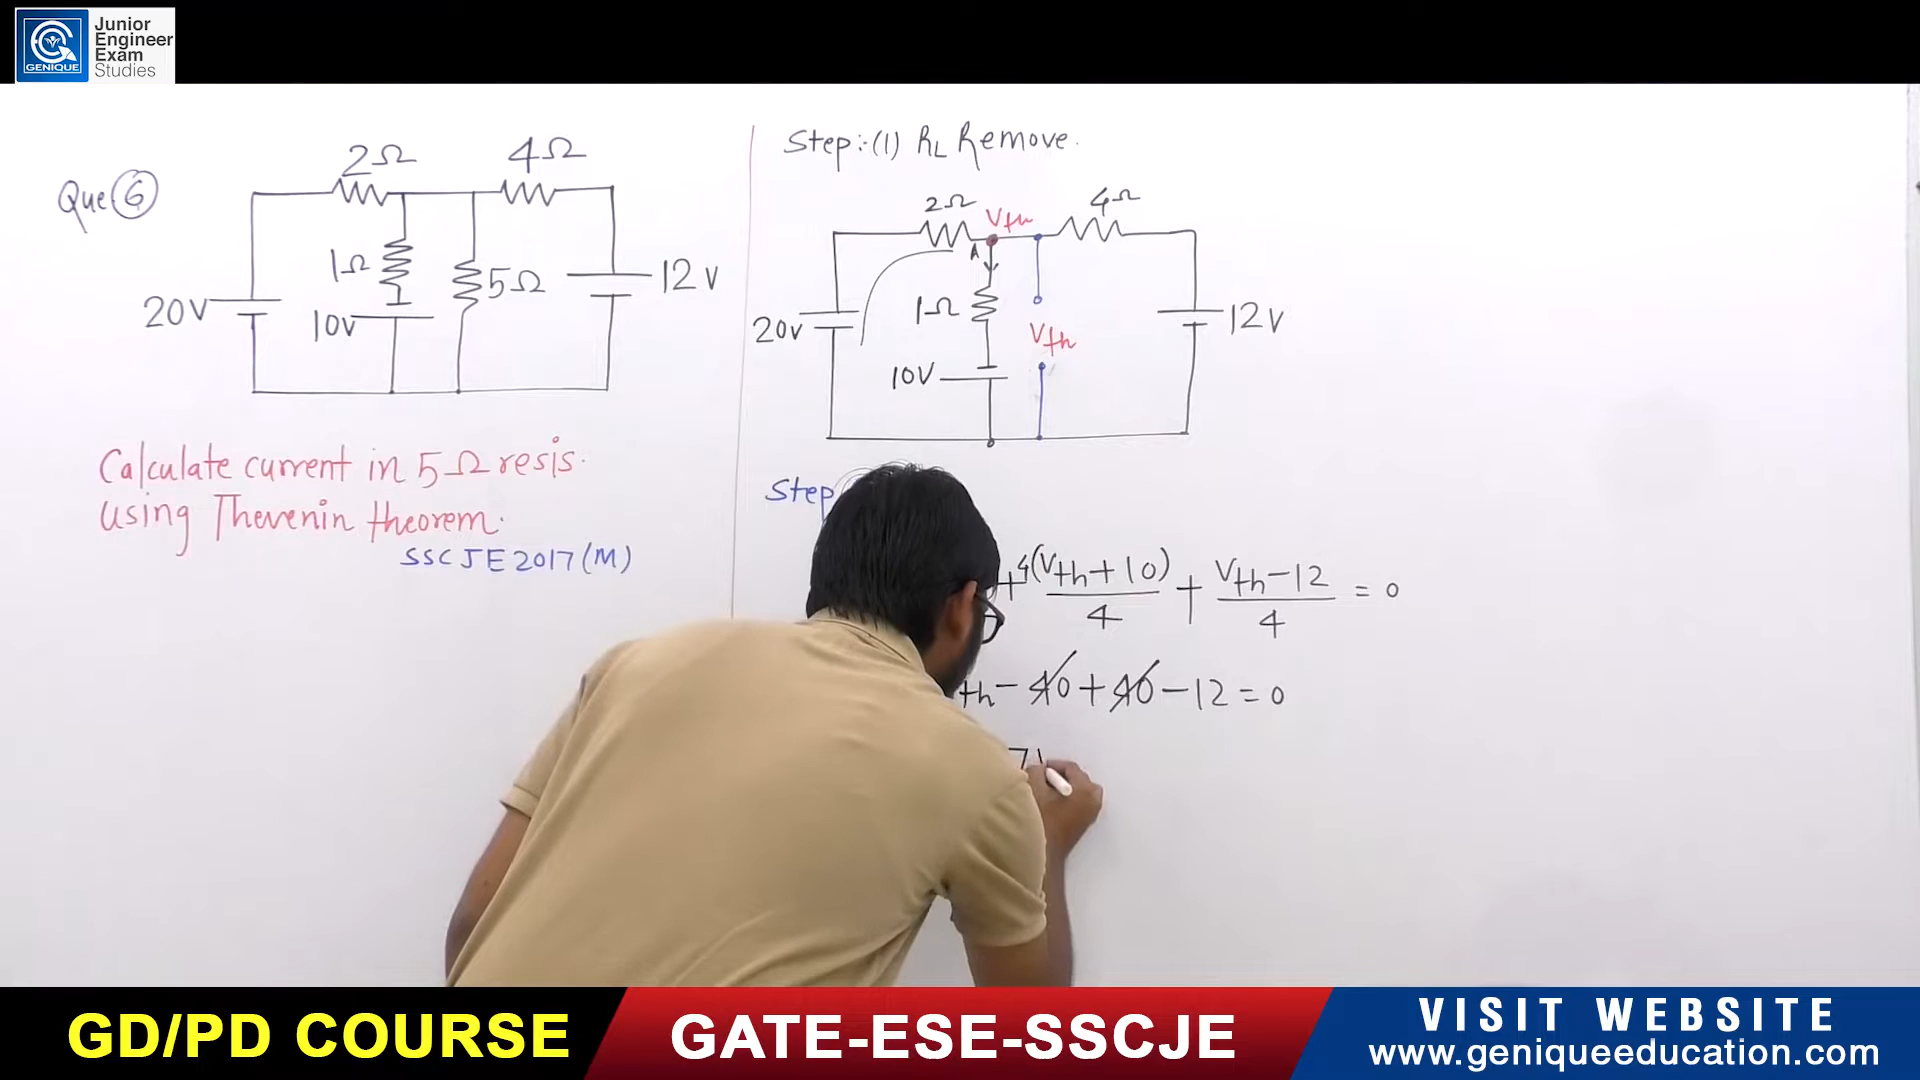 Junior
Engineer
Exam
Studies
GENIQUE
Que 6
2Ω
4Ω
1Ω
5Ω
12V
20V
10V
Calculate current in 5Ω resis.
using Thevenin theorem.
SSC JE 2017 (M)
Step:-(1) RL Remove.
2Ω
Vth
4Ω
A
1Ω
20V
Vth
12V
10V
Step
+ 4(Vth+10)/4 + Vth-12/4 = 0
th - 40 + 40 - 12 = 0
7
GD/PD COURSE
GATE-ESE-SSCJE
VISIT WEBSITE
www.geniqueeducation.com